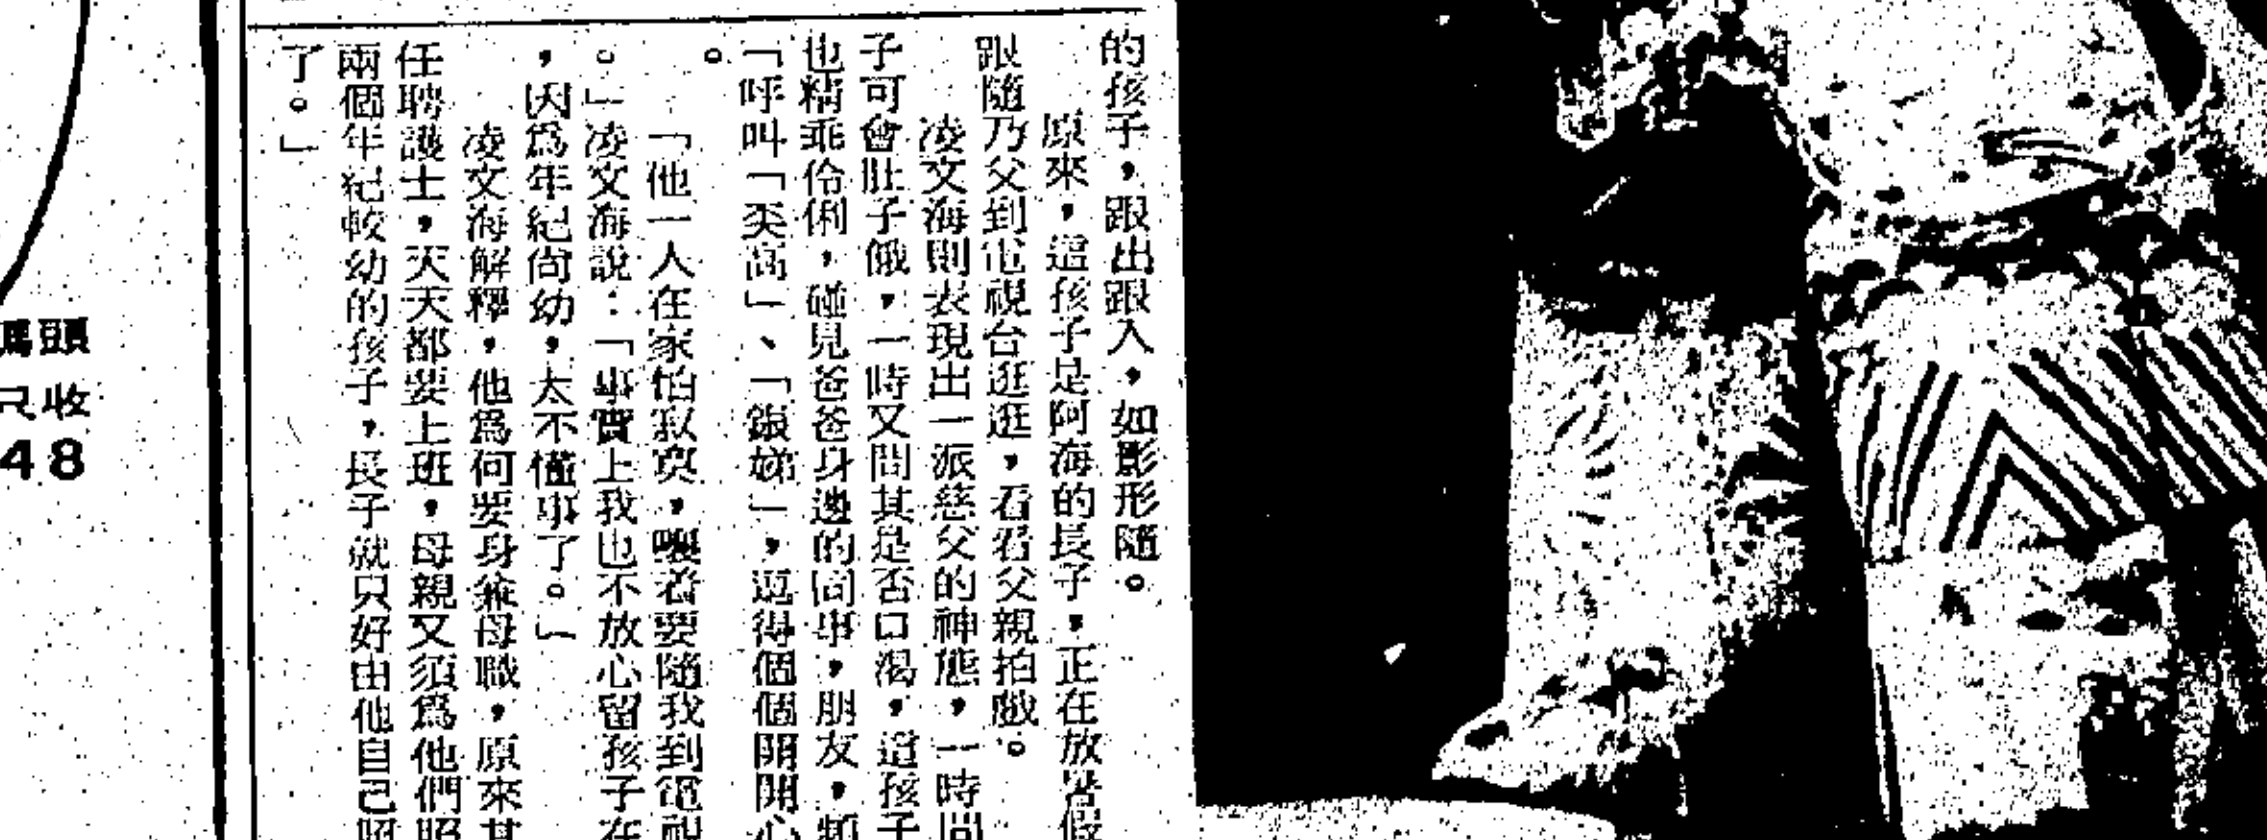 的孩子，跟出跟入，如影形隨。
原來，這孩子是阿海的長子，正在放暑假
跟隨乃父到電視台逛逛，看看父親拍戲。
凌文海則表現出一派慈父的神態，一時問
子可會肚子餓，一時又問其是否口渴，這孩子
也精乖伶俐，碰見爸爸身邊的同事，朋友，頻
「呼叫「奀高」、「銀娣」，逗得個個開開心
。
「他一人在家怕寂寞，嚷着要隨我到電視
。」凌文海說：「事實上我也不放心留孩子在
，因爲年紀尚幼，太不懂事了。」
凌文海解釋，他爲何要身兼母職，原來其
任聘護士，天天都要上班，母親又須爲他們照
兩個年紀較幼的孩子，長子就只好由他自己照
了。」
頭
收只
48